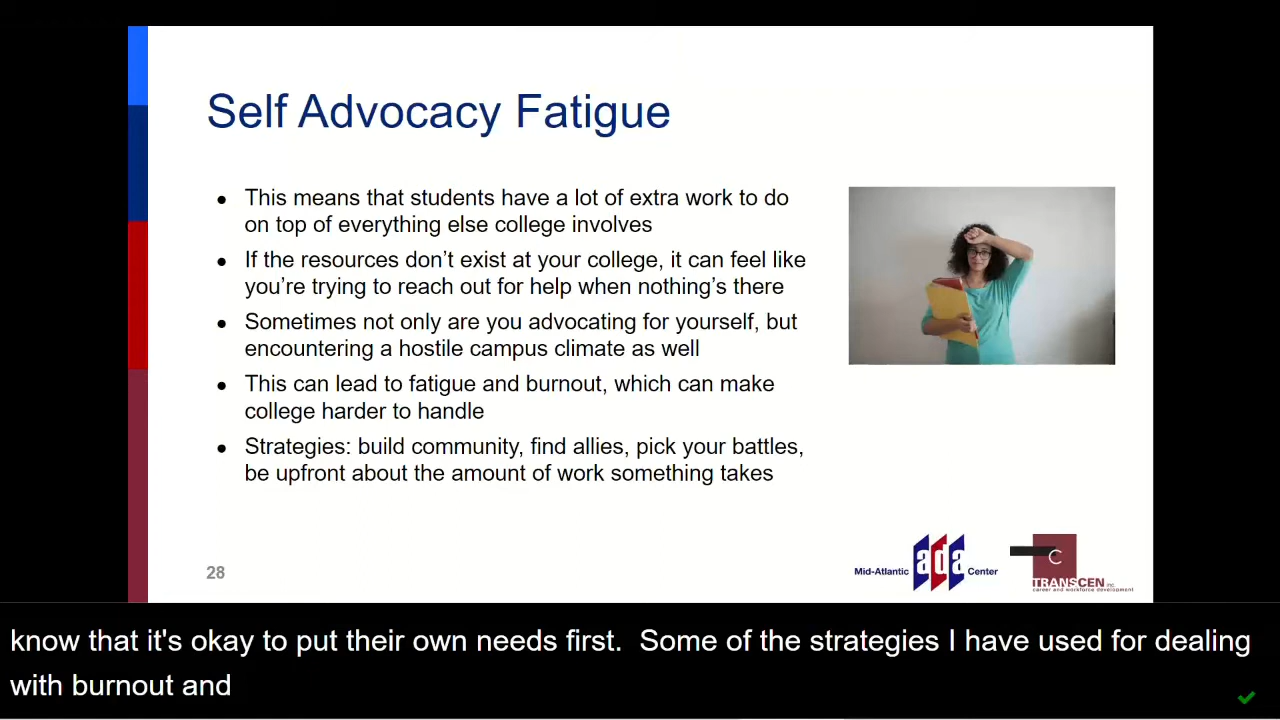 Self Advocacy Fatigue
● This means that students have a lot of extra work to do
on top of everything else college involves
● If the resources don’t exist at your college, it can feel like
you’re trying to reach out for help when nothing’s there
● Sometimes not only are you advocating for yourself, but
encountering a hostile campus climate as well
● This can lead to fatigue and burnout, which can make
college harder to handle
● Strategies: build community, find allies, pick your battles,
be upfront about the amount of work something takes
28
Mid-Atlantic ada Center
C
TRANSCEN inc.
career and workforce development
know that it's okay to put their own needs first.  Some of the strategies I have used for dealing
with burnout and